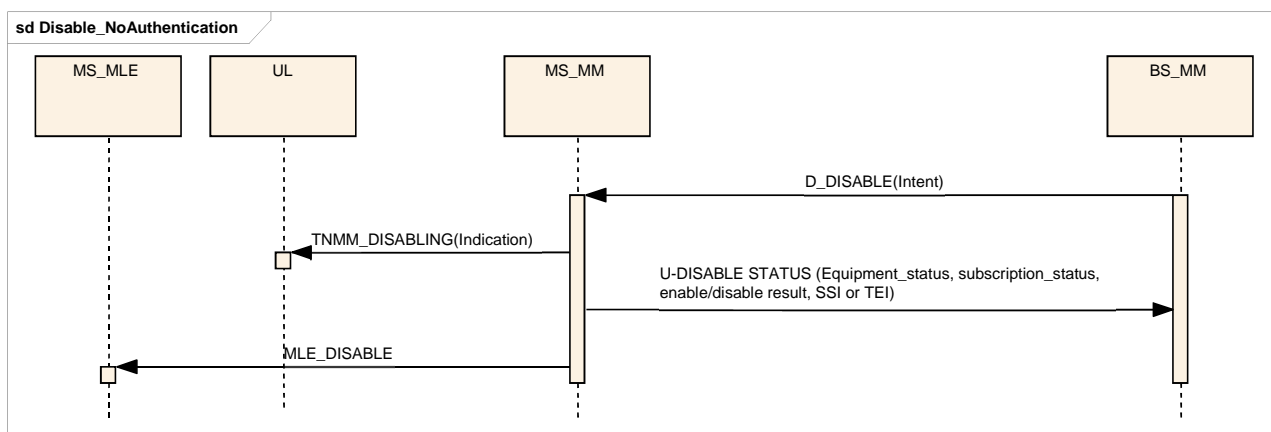 sd Disable_NoAuthentication
MS_MLE
UL
MS_MM
BS_MM
D_DISABLE(Intent)
TNMM_DISABLING(Indication)
U-DISABLE STATUS (Equipment_status, subscription_status,
enable/disable result, SSI or TEI)
MLE_DISABLE